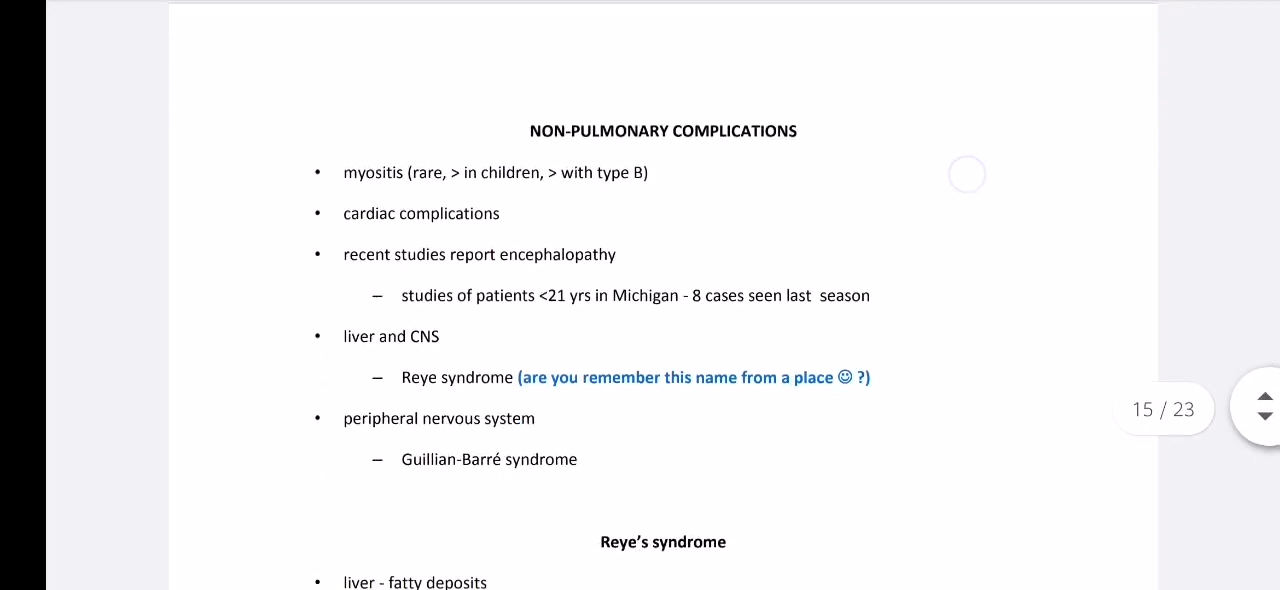 NON-PULMONARY COMPLICATIONS
• myositis (rare, > in children, > with type B)
• cardiac complications
• recent studies report encephalopathy
– studies of patients <21 yrs in Michigan - 8 cases seen last season
• liver and CNS
– Reye syndrome (are you remember this name from a place ☺ ?)
• peripheral nervous system
– Guillian-Barré syndrome
15 / 23
Reye’s syndrome
• liver - fatty deposits